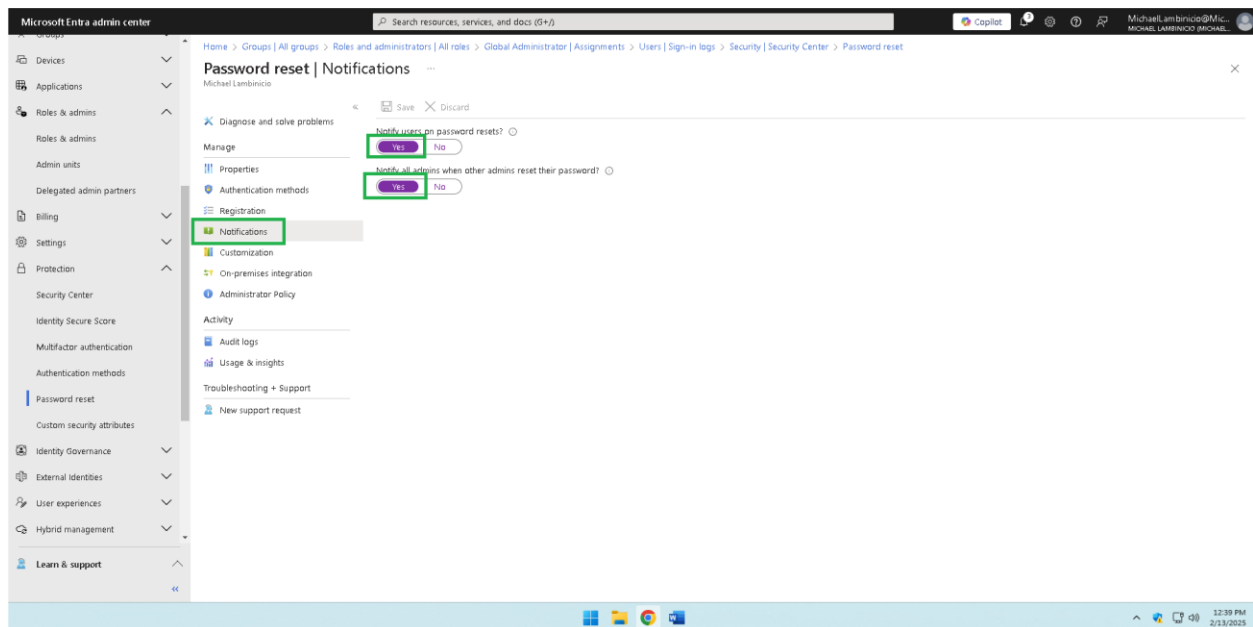 Microsoft Entra admin center
Search resources, services, and docs (G+/)
Copilot
3
MichaelLambinicio@Mic...
MICHAEL LAMBINICIO (MICHAEL...
Groups
Devices
Applications
Roles & admins
Roles & admins
Admin units
Delegated admin partners
Billing
Settings
Protection
Security Center
Identity Secure Score
Multifactor authentication
Authentication methods
Password reset
Custom security attributes
Identity Governance
External Identities
User experiences
Hybrid management
Learn & support
Home > Groups | All groups > Roles and administrators | All roles > Global Administrator | Assignments > Users | Sign-in logs > Security | Security Center > Password reset
Password reset | Notifications ...
Michael Lambinicio
Diagnose and solve problems
Manage
Properties
Authentication methods
Registration
Notifications
Customization
On-premises integration
Administrator Policy
Activity
Audit logs
Usage & insights
Troubleshooting + Support
New support request
Save Discard
Notify users on password resets?
Yes No
Notify all admins when other admins reset their password?
Yes No
12:39 PM
2/13/2025